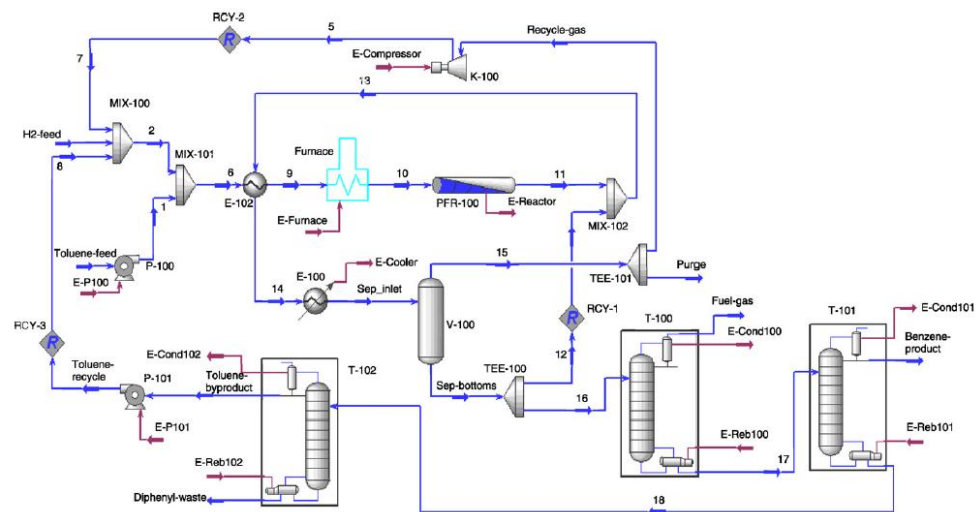 RCY-2
5
Recycle-gas
E-Compressor
K-100
7
13
MIX-100
H2-feed
2
Furnace
8
MIX-101
6
9
10
11
E-102
PFR-100
E-Reactor
1
E-Furnace
MIX-102
Toluene-feed
P-100
15
E-P100
E-Cooler
TEE-101
Purge
E-100
14
Sep_inlet
RCY-1
Fuel-gas
T-101
E-Cond101
RCY-3
V-100
T-100
E-Cond100
Benzene-
product
Toluene-
recycle
E-Cond102
12
P-101
Toluene-
byproduct
T-102
TEE-100
Sep-bottoms
16
E-P101
E-Reb100
E-Reb101
E-Reb102
17
Diphenyl-waste
18
R
R
R